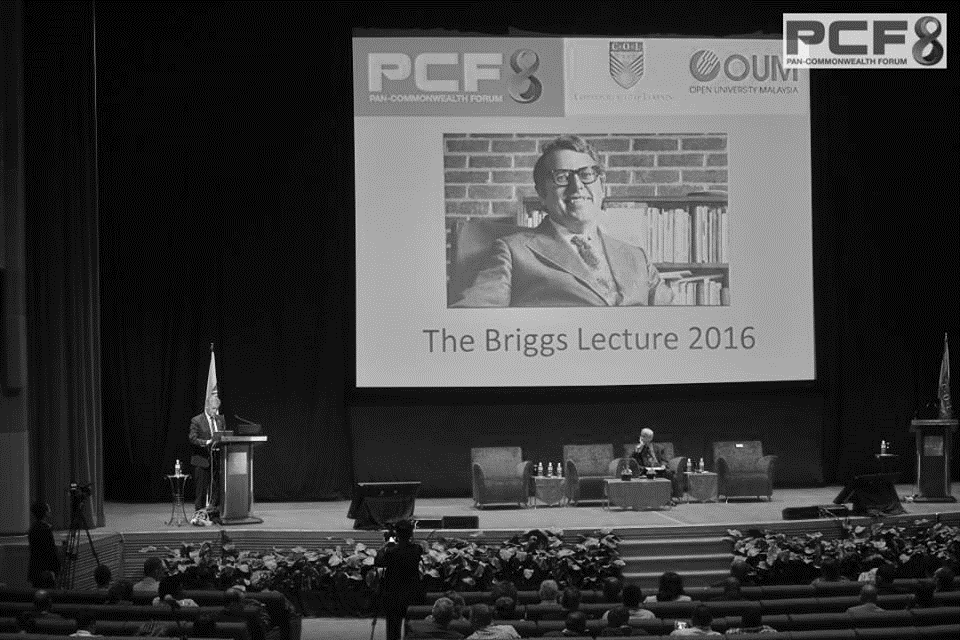 PCF8
PAN-COMMONWEALTH FORUM
PCF8
PAN-COMMONWEALTH FORUM
COL
OUM
OPEN UNIVERSITY MALAYSIA
The Briggs Lecture 2016